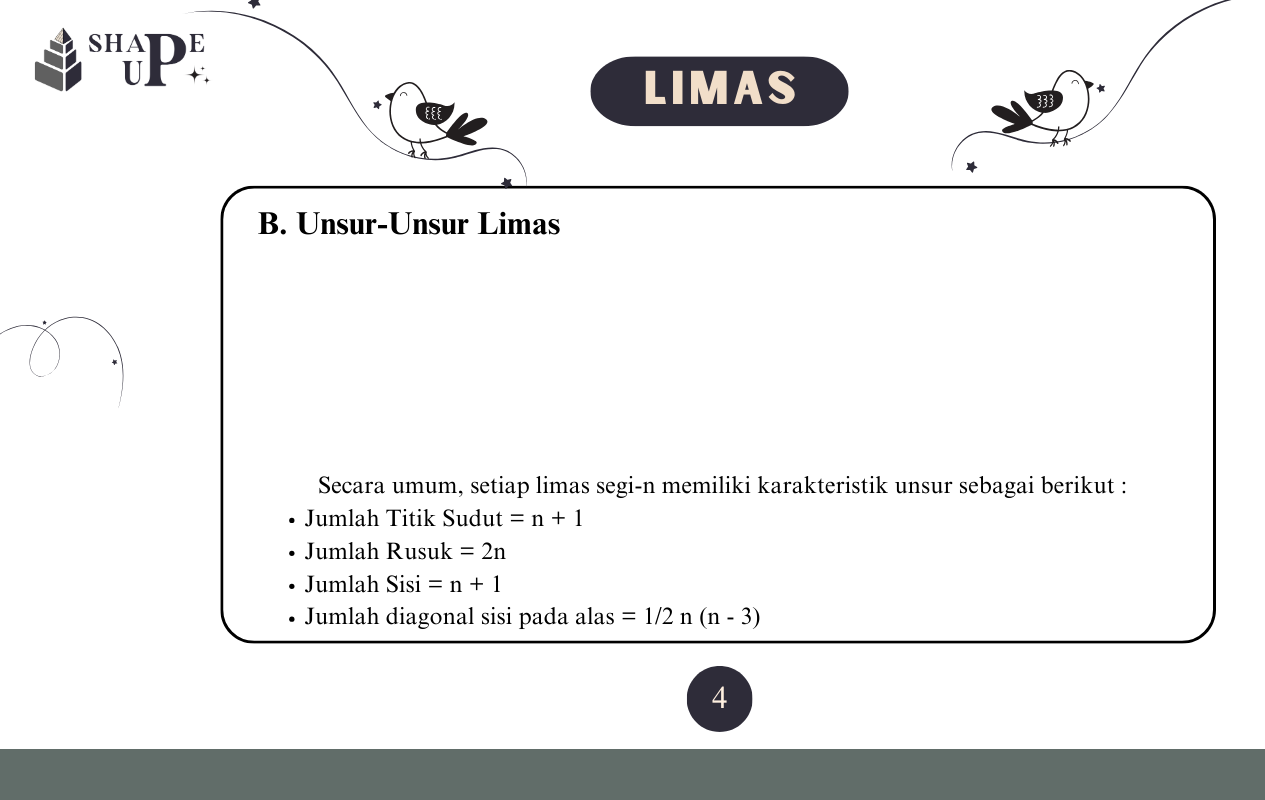 SHAPE
UP
LIMAS
B. Unsur-Unsur Limas
Secara umum, setiap limas segi-n memiliki karakteristik unsur sebagai berikut :
• Jumlah Titik Sudut = n + 1
• Jumlah Rusuk = 2n
• Jumlah Sisi = n + 1
• Jumlah diagonal sisi pada alas = 1/2 n (n - 3)
4